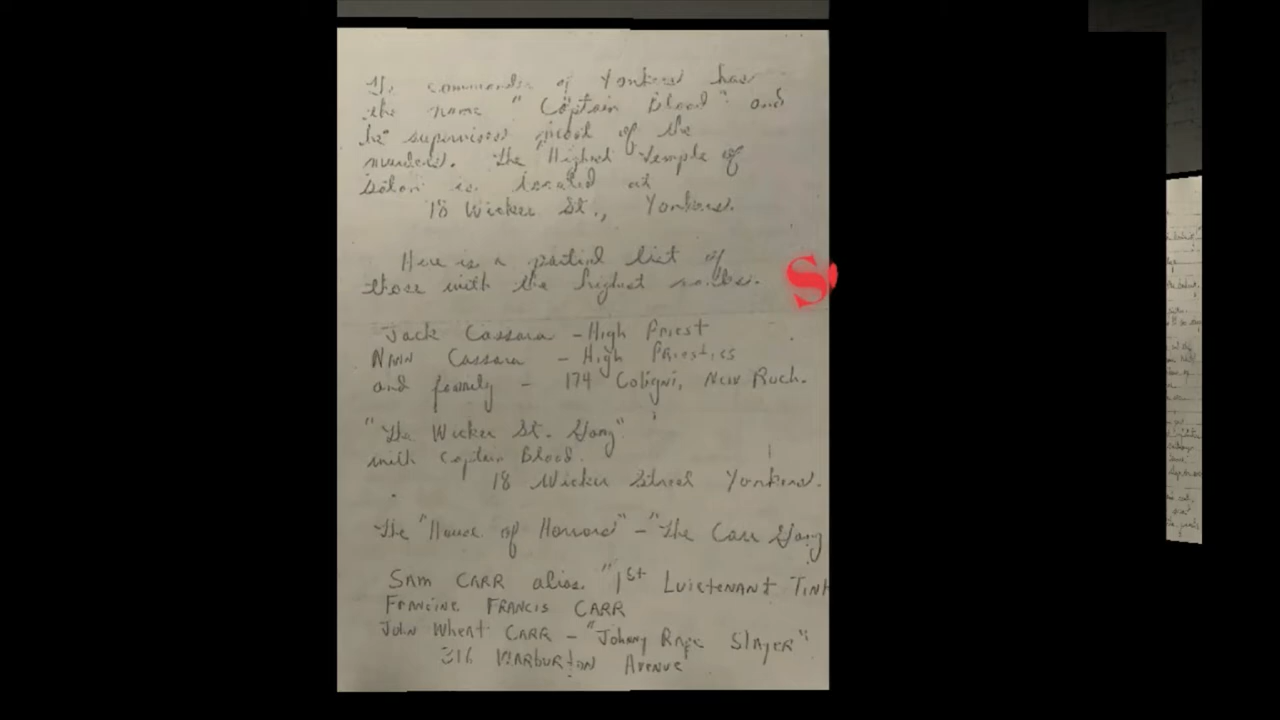 The commander of Yonkers has
the name "Captain Blood" and
he supervised most of the
murders. The "Highest Temple of
Satan is located at
18 Wicker St., Yonkers.
Here is a partial list of
those with the highest
Jack Cassara - High Priest
NANN Cassara - High Priesties
and family - 174 Coligni, New Roch.
"The Wicker St. Gang"
with Captain Blood.
18 Wicker Street Yonkers.
The "House of Horrors" - "The Carr Gang
SAM CARR alias. "1st LUIETENANT TINH
FRANCINE FRANCIS CARR
JOHN WHEAT CARR - "JOHNNY RAPE SLAYER"
316 WARBURTON AVENUE
S